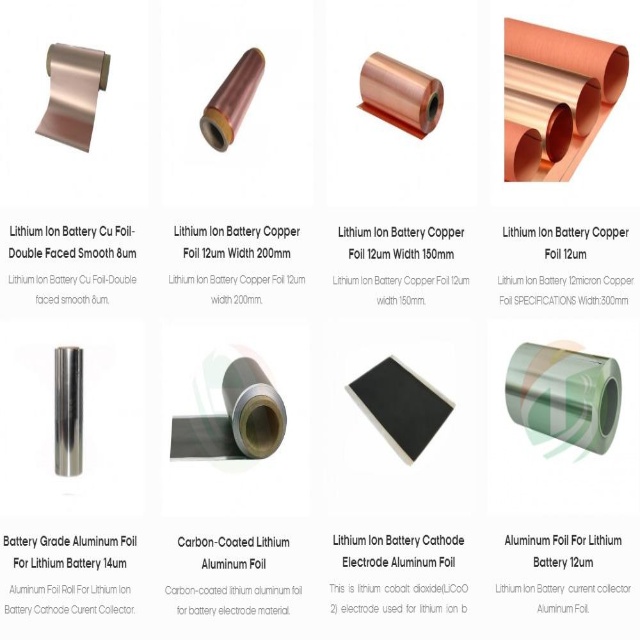 Lithium Ion Battery Cu Foil-
Double Faced Smooth 8um
Lithium Ion Battery Cu Foil-Double
faced smooth 8um.
Lithium Ion Battery Copper
Foil 12um Width 200mm
Lithium Ion Battery Copper Foil 12um
width 200mm.
Lithium Ion Battery Copper
Foil 12um Width 150mm
Lithium Ion Battery Copper Foil 12um
width 150mm.
Lithium Ion Battery Copper
Foil 12um
Lithium Ion Battery 12micron Copper
Foil SPECIFICATIONS Width:300mm
Battery Grade Aluminum Foil
For Lithium Battery 14um
Aluminum Foil Roll For Lithium Ion
Battery Cathode Curent Collector.
Carbon-Coated Lithium
Aluminum Foil
Carbon-coated lithium aluminum foil
for battery electrode material.
Lithium Ion Battery Cathode
Electrode Aluminum Foil
This is lithium cobalt dioxide(LiCoO
2) electrode used for lithium ion b
Aluminum Foil For Lithium
Battery 12um
Lithium Ion Battery current collector
Aluminum Foil.